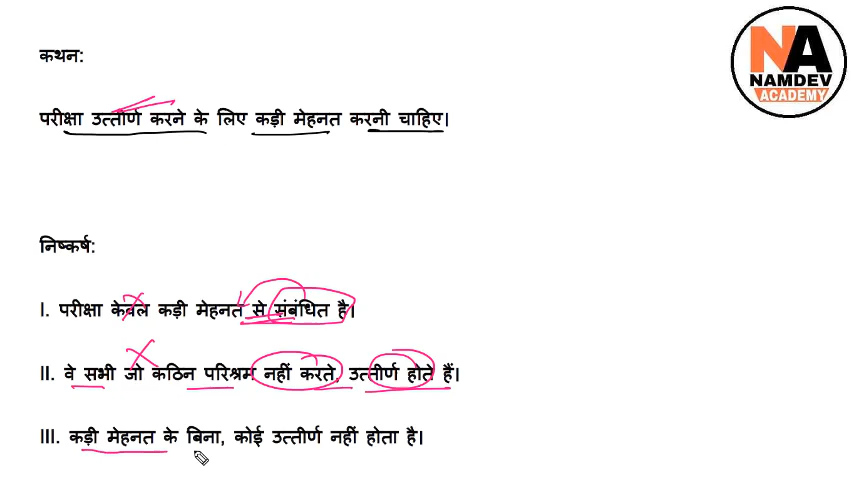 NA
NAMDEV
ACADEMY
कथन:
परीक्षा उत्तीर्ण करने के लिए कड़ी मेहनत करनी चाहिए।
निष्कर्ष:
I. परीक्षा केवल कड़ी मेहनत से संबंधित है।
II. वे सभी जो कठिन परिश्रम नहीं करते, उत्तीर्ण होते हैं।
III. कड़ी मेहनत के बिना, कोई उत्तीर्ण नहीं होता है।